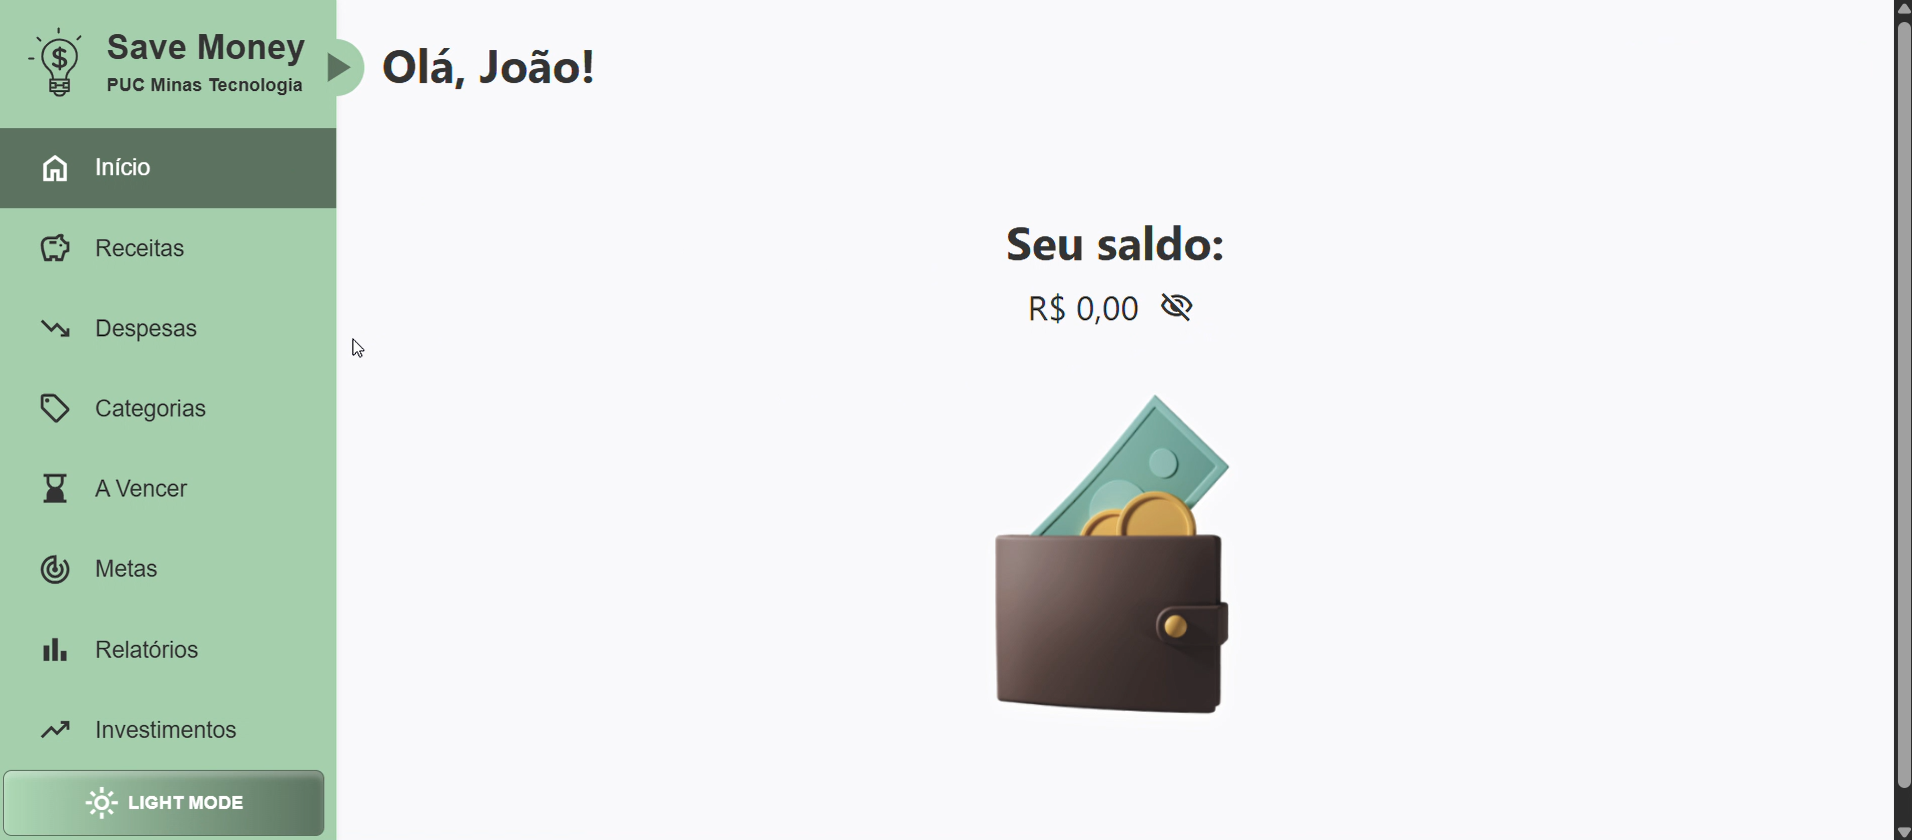 Save Money
PUC Minas Tecnologia
Início
Receitas
Despesas
Categorias
A Vencer
Metas
Relatórios
Investimentos
LIGHT MODE
Olá, João!
Seu saldo:
R$ 0,00